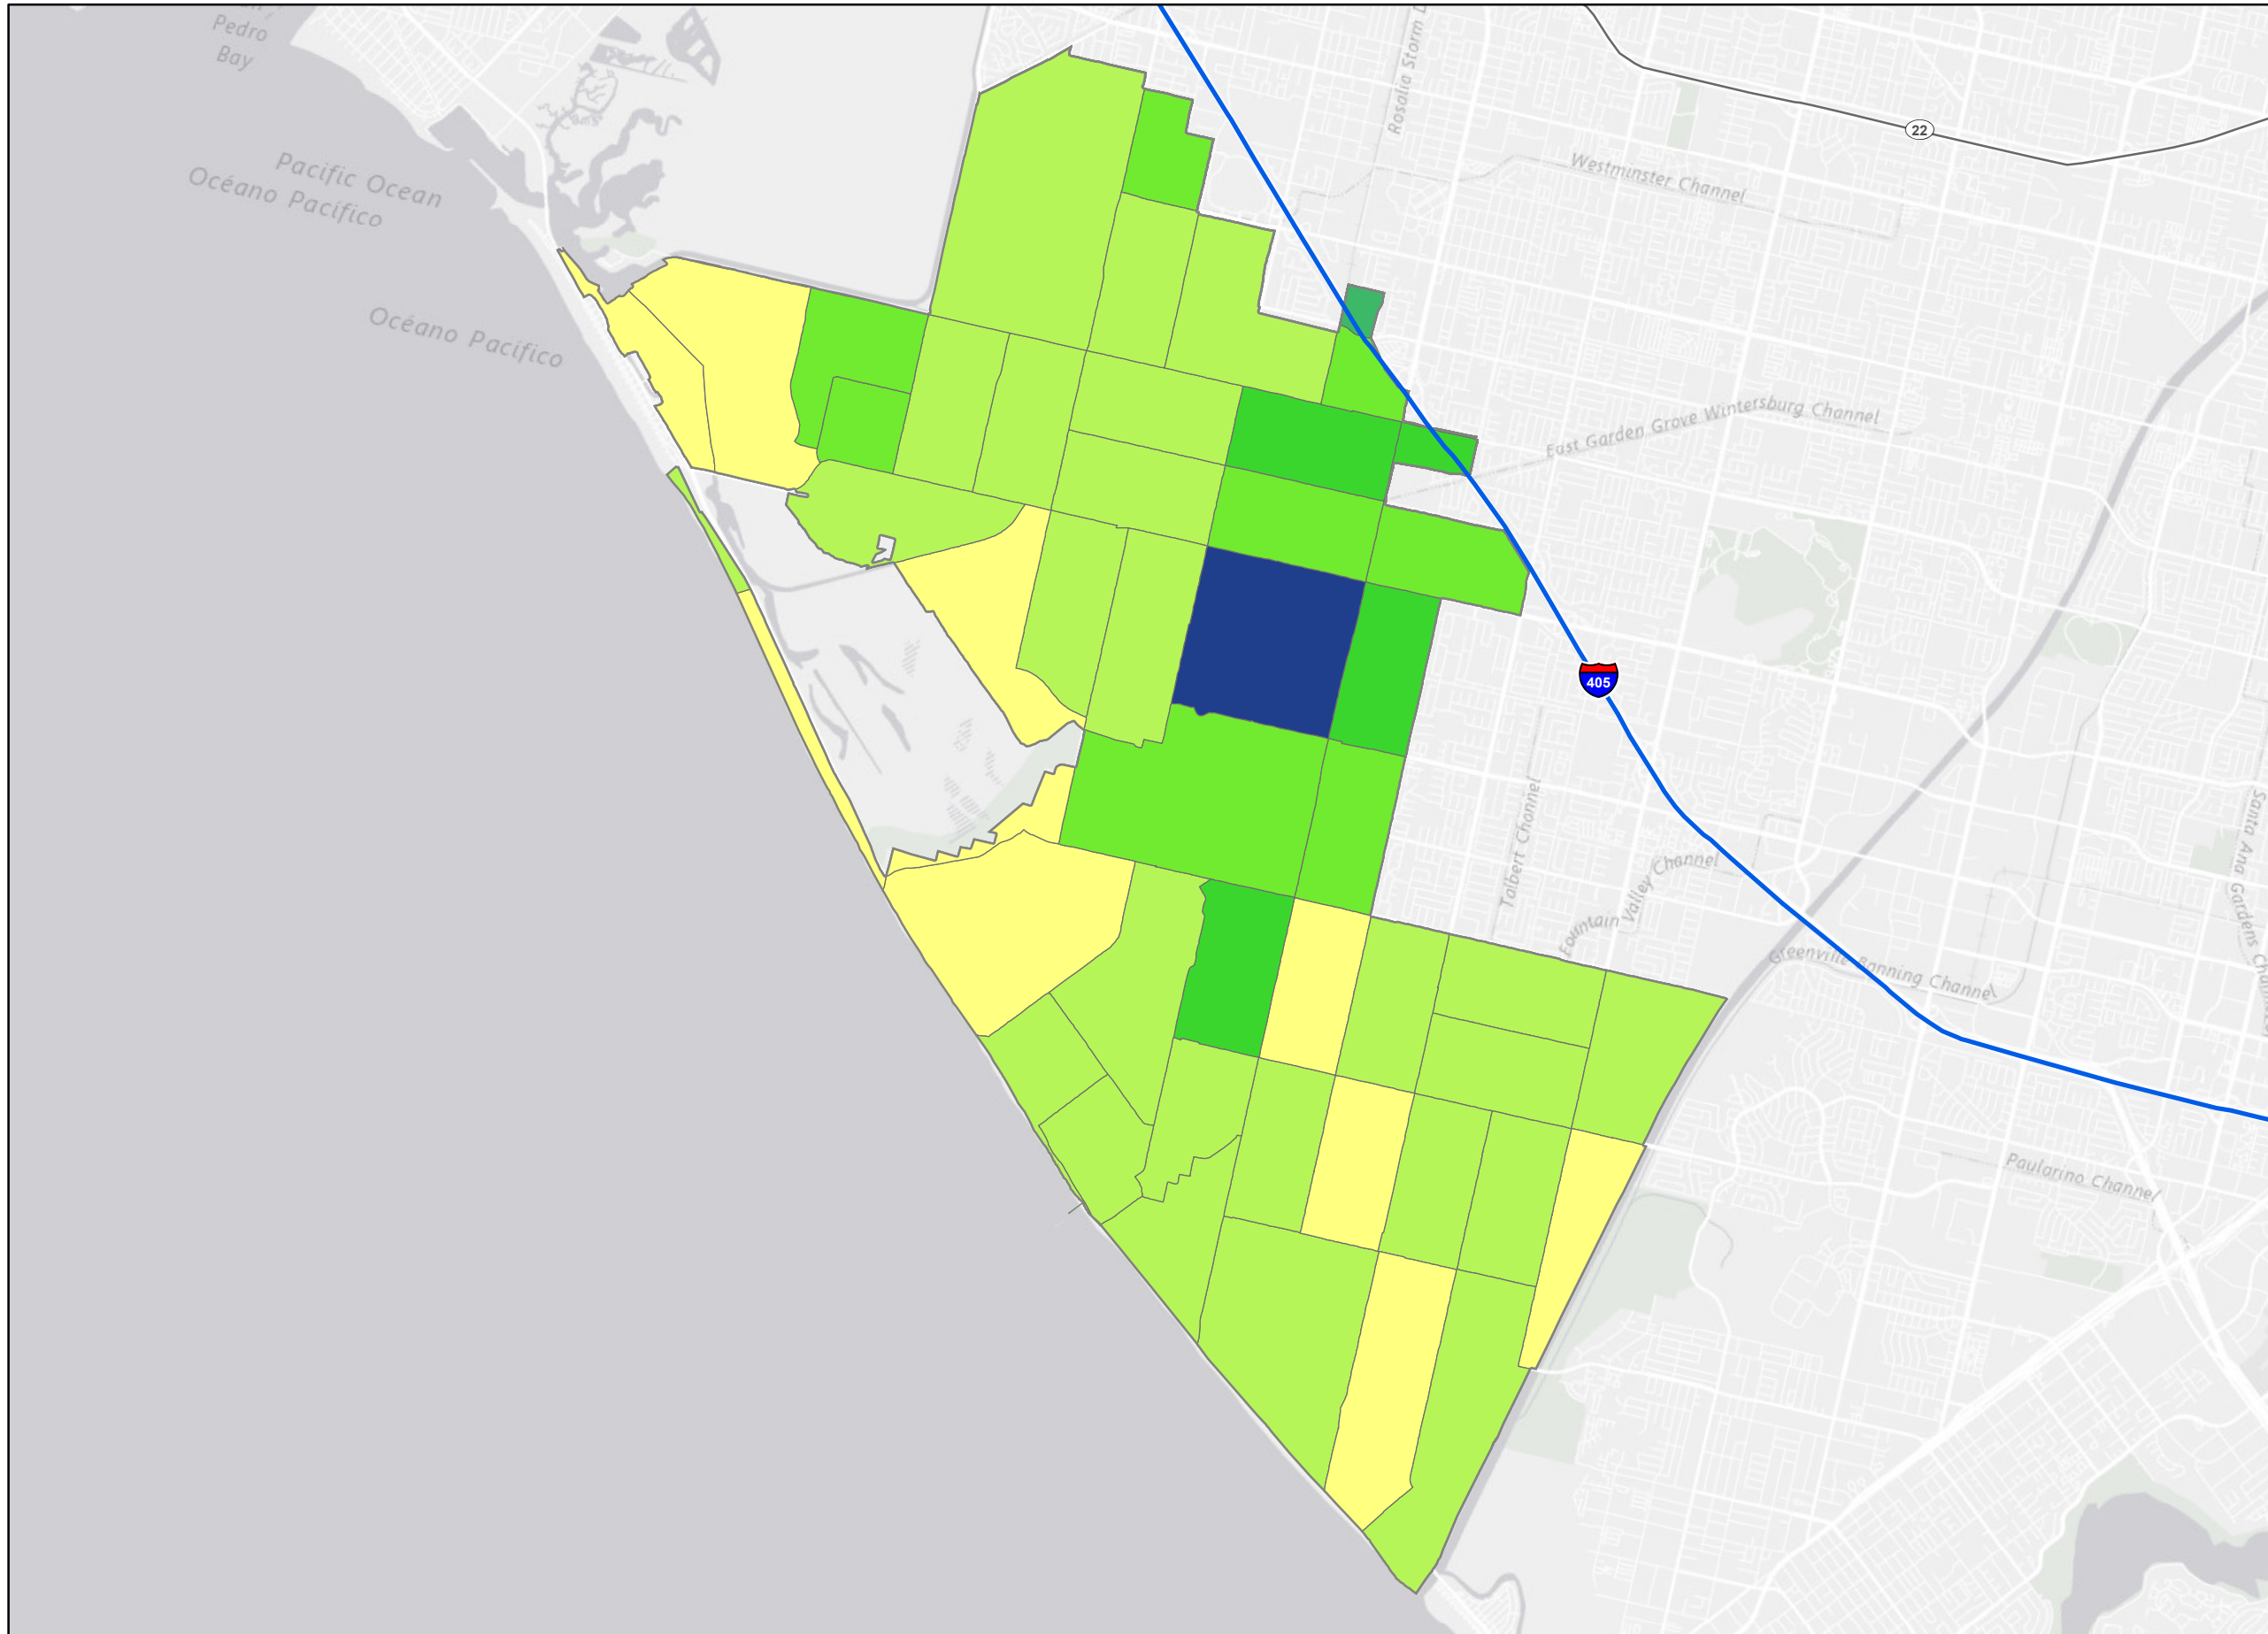 Pedro
Bay
Pacific Ocean
Océano Pacífico
Océano Pacífico
Rosalia Storm
22
Westminster Channel
East Garden Grove Wintersburg Channel
405
Talbert Channel
Fountain Valley Channel
Greenville Banning Channel
Santa Ana Gardens
Paularino Channel